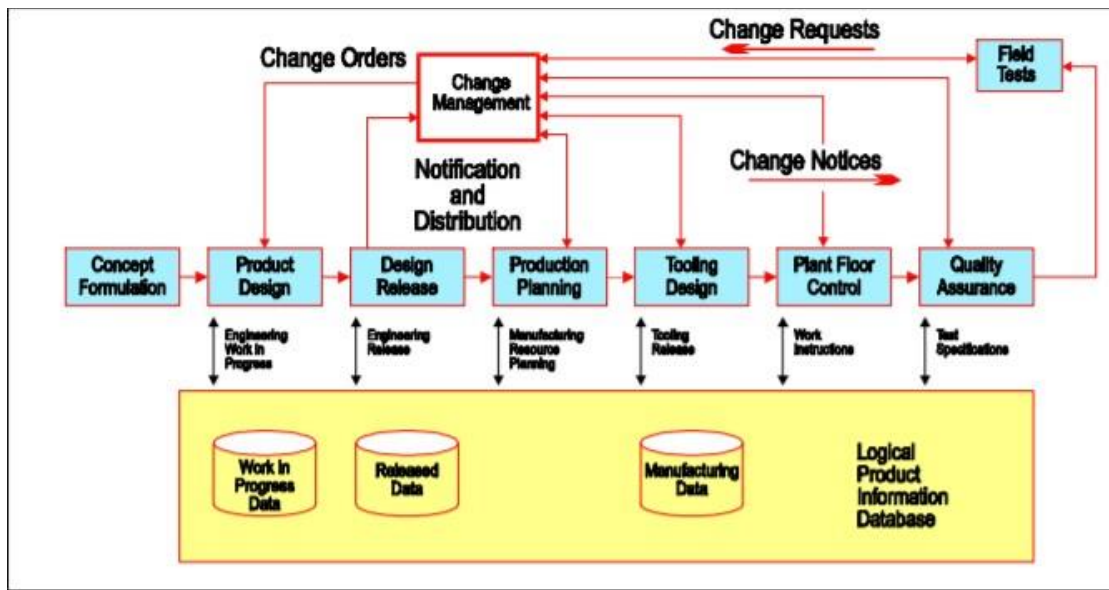 Change Requests
Field
Tests
Change Orders
Change
Management
Change Notices
Notification
and
Distribution
Concept
Formulation
Product
Design
Design
Release
Production
Planning
Tooling
Design
Plant Floor
Control
Quality
Assurance
Engineering
Work in
Progress
Engineering
Release
Manufacturing
Resource
Planning
Tooling
Release
Work
Instructions
Test
Specifications
Work in
Progress
Data
Released
Data
Manufacturing
Data
Logical
Product
Information
Database